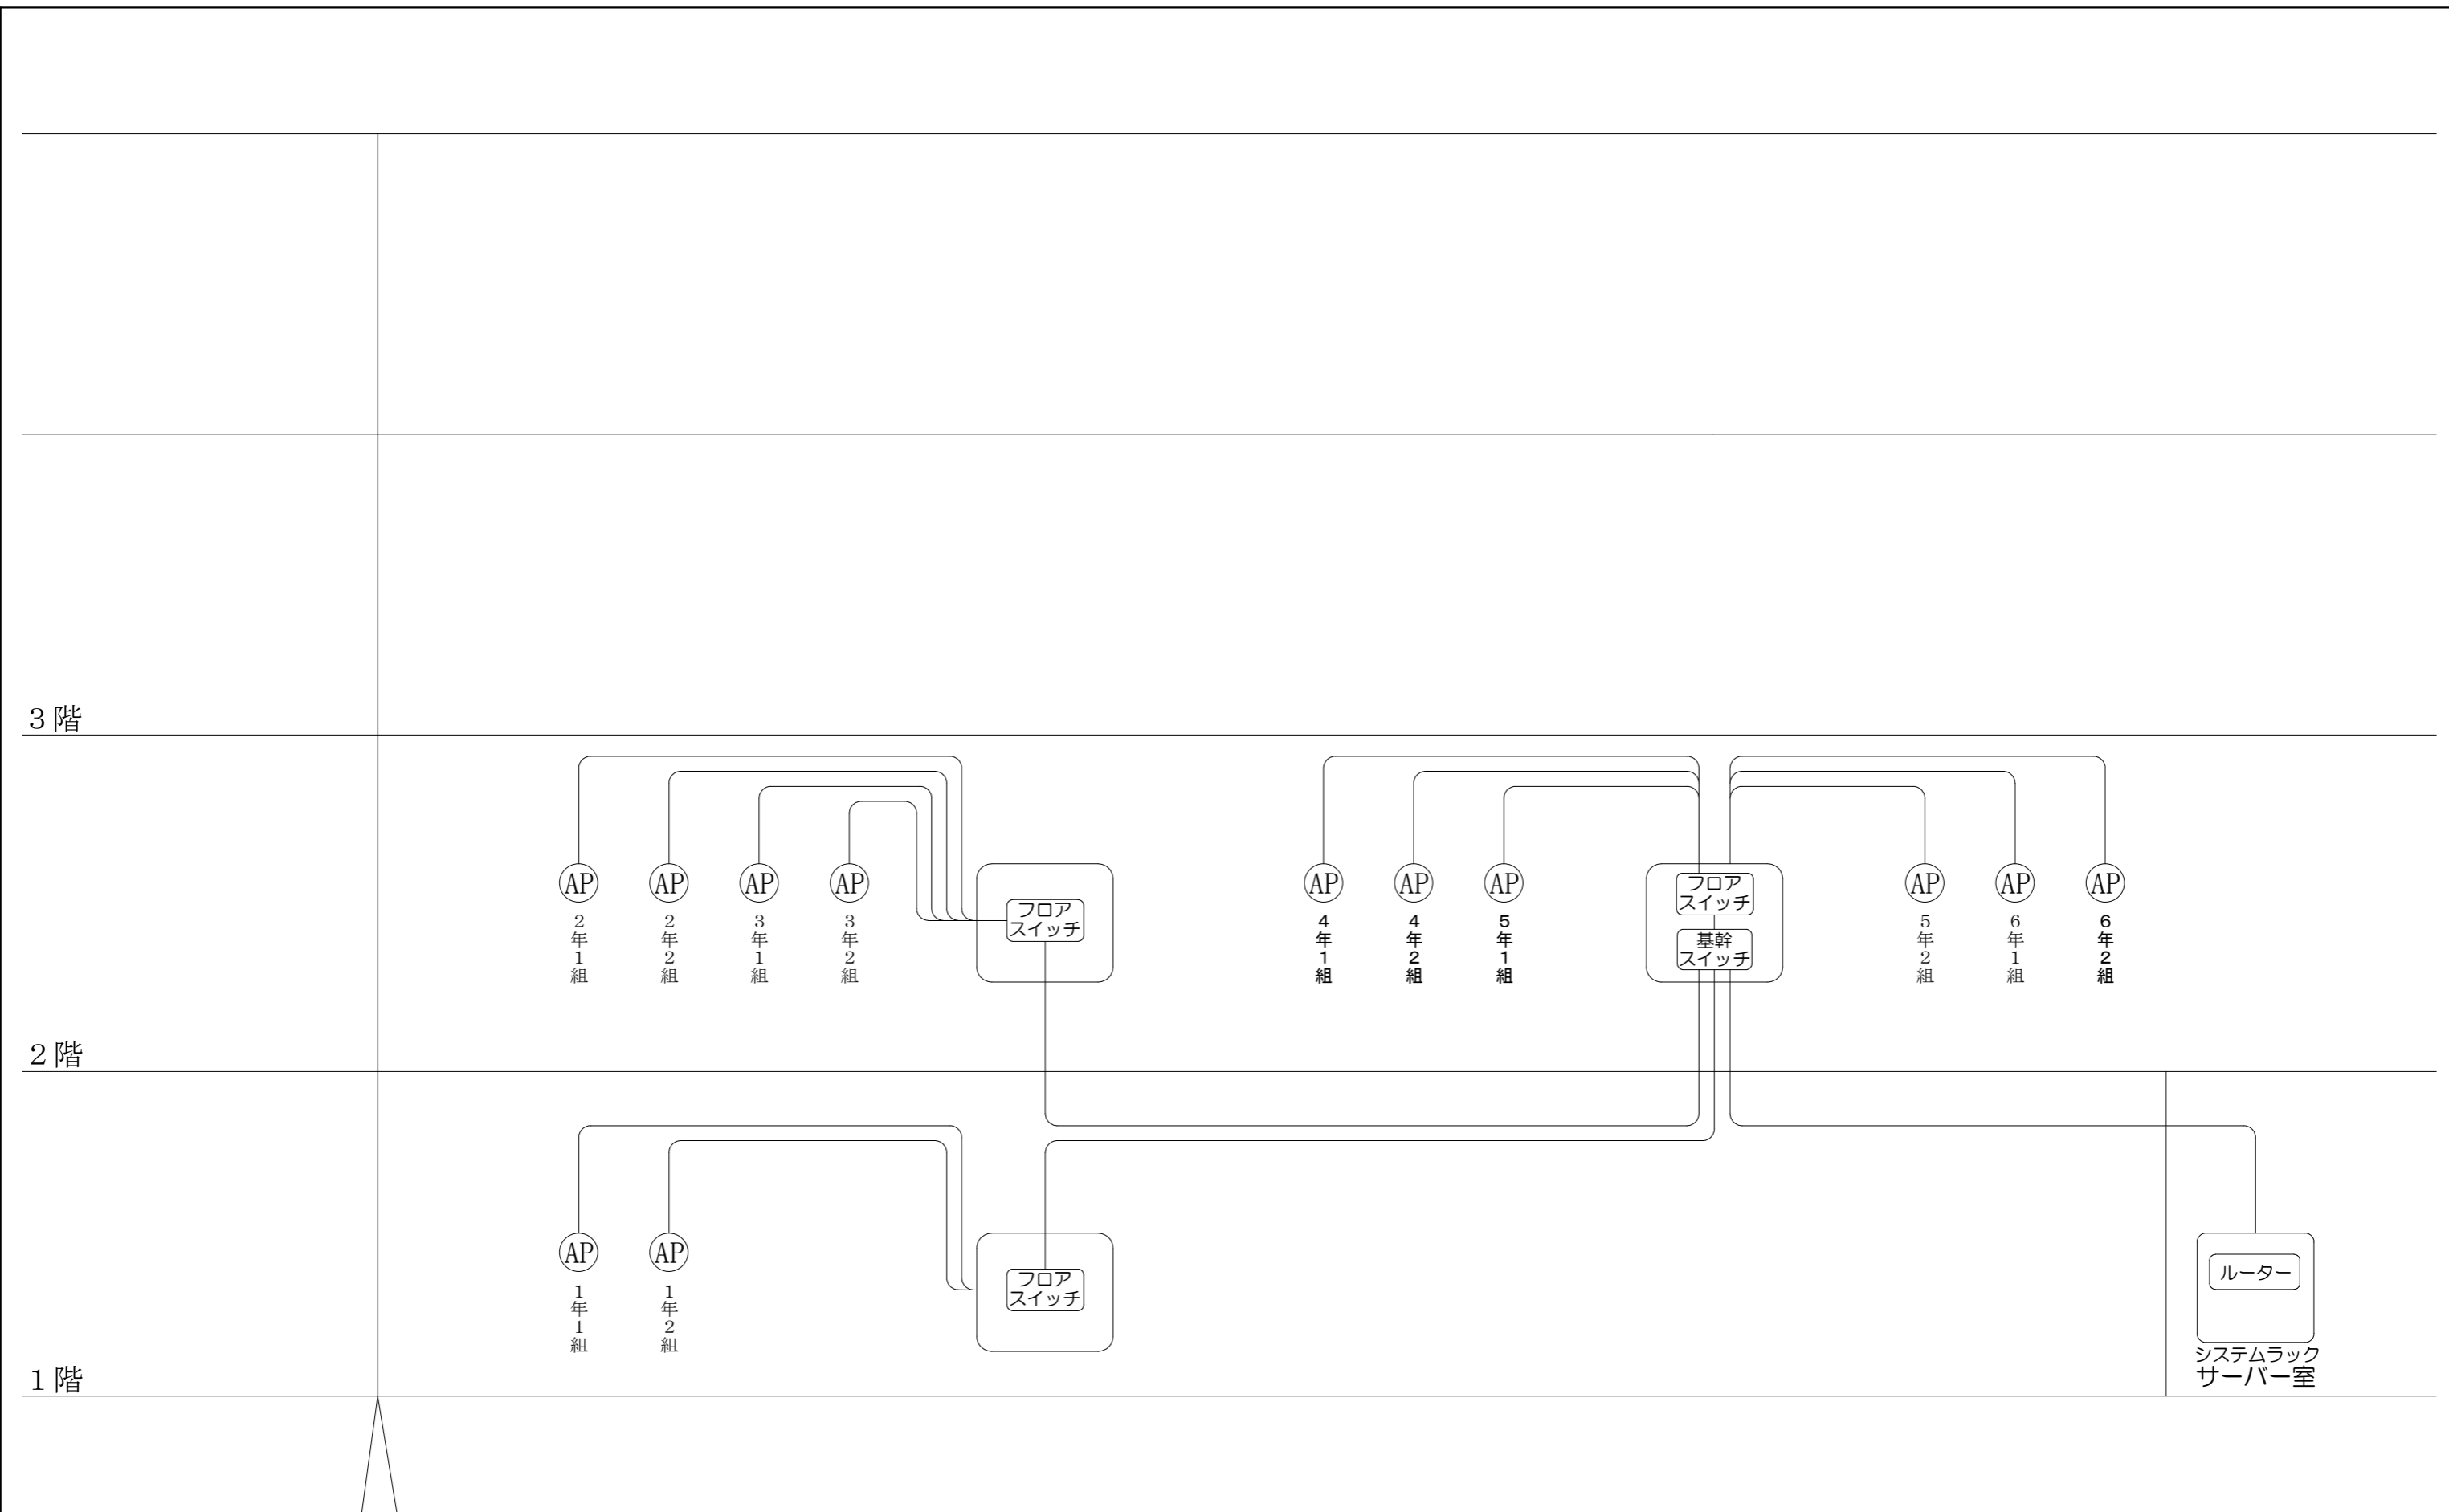 3階
AP
AP
AP
AP
2年1組
2年2組
3年1組
3年2組
フロア
スイッチ
AP
AP
AP
4年1組
4年2組
5年1組
フロア
スイッチ
基幹
スイッチ
AP
AP
AP
5年2組
6年1組
6年2組
2階
AP
AP
1年1組
1年2組
フロア
スイッチ
ルーター
システムラック
サーバー室
1階